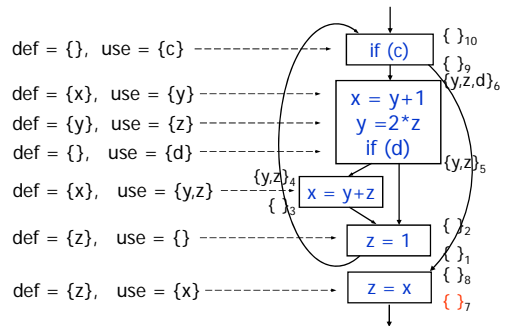 { }10
def = {}, use = {c}
if (c)
{ }9
{y,z,d}6
def = {x}, use = {y}
x = y+1
def = {y}, use = {z}
y =2*z
def = {}, use = {d}
if (d)
{y,z}5
{y,z}4
def = {x}, use = {y,z}
x = y+z
{ }3
{ }2
def = {z}, use = {}
z = 1
{ }1
{ }8
def = {z}, use = {x}
z = x
{ }7